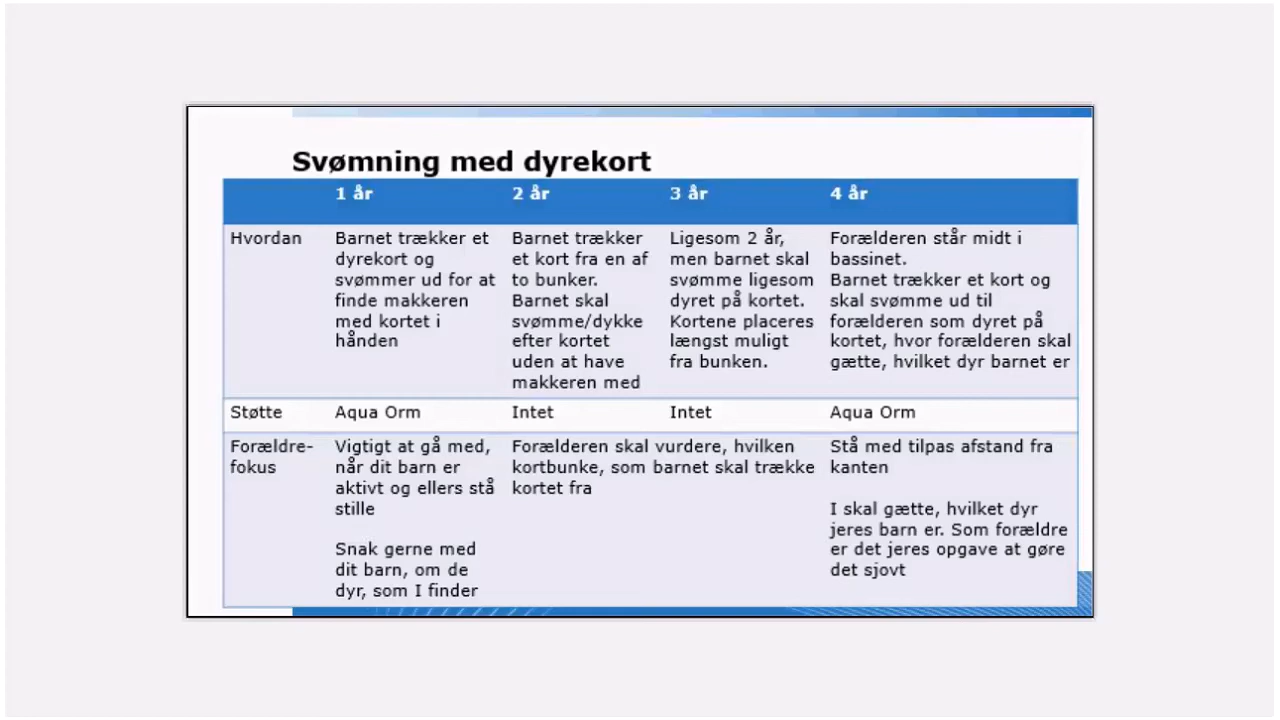 Svømning med dyrekort
1 år
2 år
3 år
4 år
Hvordan
Barnet trækker et
dyrekort og
svømmer ud for at
finde makkeren
med kortet i
hånden
Barnet trækker
et kort fra en af
to bunker.
Barnet skal
svømme/dykke
efter kortet
uden at have
makkeren med
Ligesom 2 år,
men barnet skal
svømme ligesom
dyret på kortet.
Kortene placeres
længst muligt
fra bunken.
Forælderen står midt i
bassinet.
Barnet trækker et kort og
skal svømme ud til
forælderen som dyret på
kortet, hvor forælderen skal
gætte, hvilket dyr barnet er
Støtte
Aqua Orm
Intet
Intet
Aqua Orm
Forældre-
fokus
Vigtigt at gå med,
når dit barn er
aktivt og ellers stå
stille
Snak gerne med
dit barn, om de
dyr, som I finder
Forælderen skal vurdere, hvilken
kortbunke, som barnet skal trække
kortet fra
Stå med tilpas afstand fra
kanten
I skal gætte, hvilket dyr
jeres barn er. Som forældre
er det jeres opgave at gøre
det sjovt